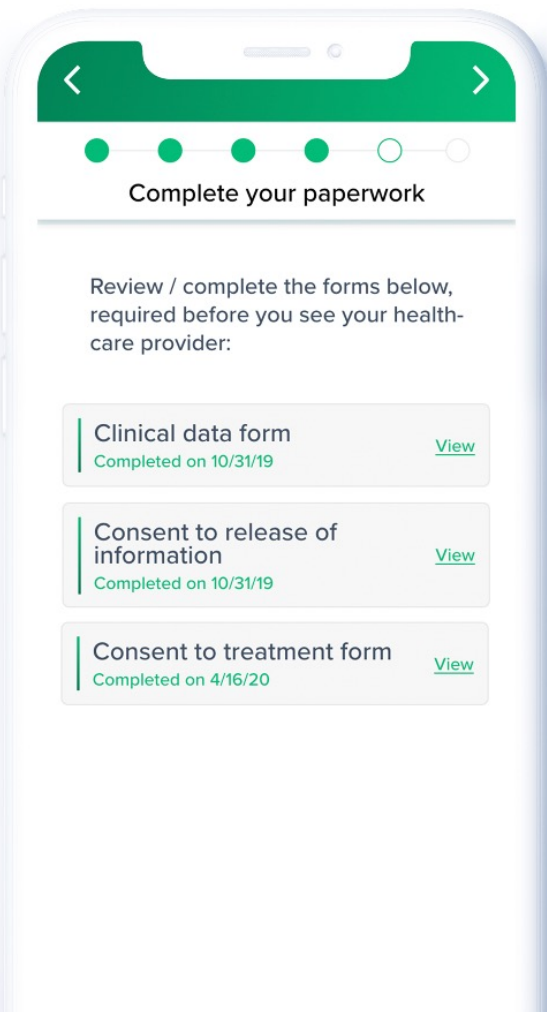 Complete your paperwork
Review / complete the forms below,
required before you see your health-
care provider:
Clinical data form
Completed on 10/31/19
View
Consent to release of
information
Completed on 10/31/19
View
Consent to treatment form
Completed on 4/16/20
View